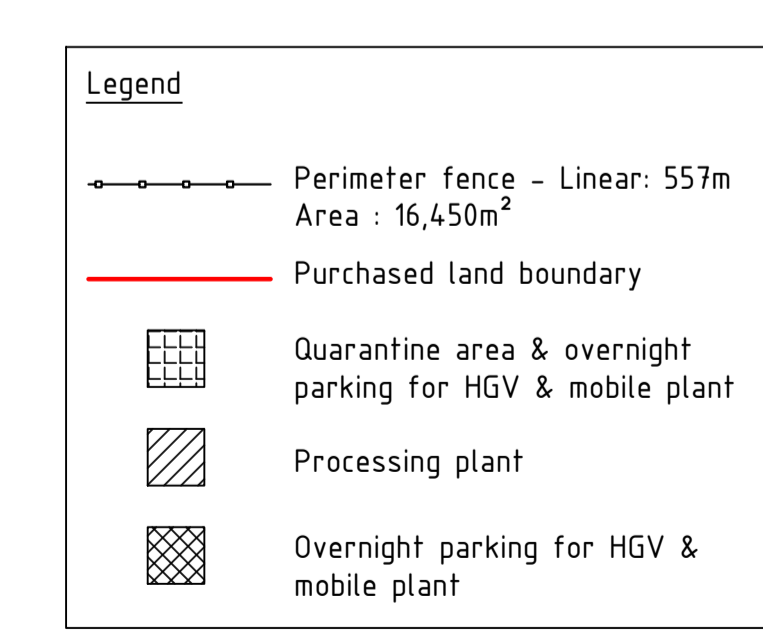 Legend
Perimeter fence - Linear: 557m
Area : 16,450m²
Purchased land boundary
Quarantine area & overnight
parking for HGV & mobile plant
Processing plant
Overnight parking for HGV &
mobile plant